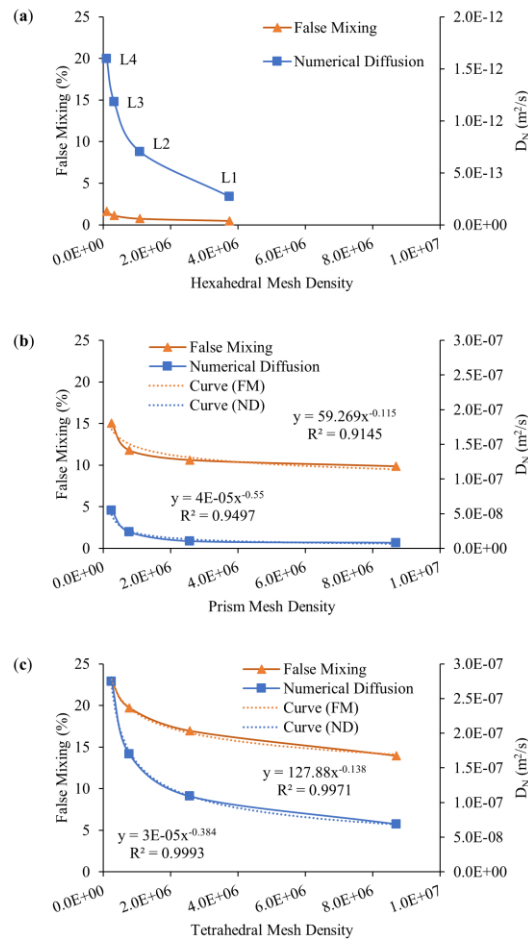 (a)
False Mixing
Numerical Diffusion
25
20
15
10
5
0
False Mixing (%)
L4
L3
L2
L1
2.0E-12
1.5E-12
1.0E-12
5.0E-13
0.0E+00
D_N (m²/s)
0.0E+00 2.0E+06 4.0E+06 6.0E+06 8.0E+06 1.0E+07
Hexahedral Mesh Density
(b)
False Mixing
Numerical Diffusion
Curve (FM)
Curve (ND)
25
20
15
10
5
0
False Mixing (%)
y = 59.269x^-0.115
R² = 0.9145
y = 4E-05x^-0.55
R² = 0.9497
3.0E-07
2.5E-07
2.0E-07
1.5E-07
1.0E-07
5.0E-08
0.0E+00
D_N (m²/s)
0.0E+00 2.0E+06 4.0E+06 6.0E+06 8.0E+06 1.0E+07
Prism Mesh Density
(c)
False Mixing
Numerical Diffusion
Curve (FM)
Curve (ND)
25
20
15
10
5
0
False Mixing (%)
y = 127.88x^-0.138
R² = 0.9971
y = 3E-05x^-0.384
R² = 0.9993
3.0E-07
2.5E-07
2.0E-07
1.5E-07
1.0E-07
5.0E-08
0.0E+00
D_N (m²/s)
0.0E+00 2.0E+06 4.0E+06 6.0E+06 8.0E+06 1.0E+07
Tetrahedral Mesh Density